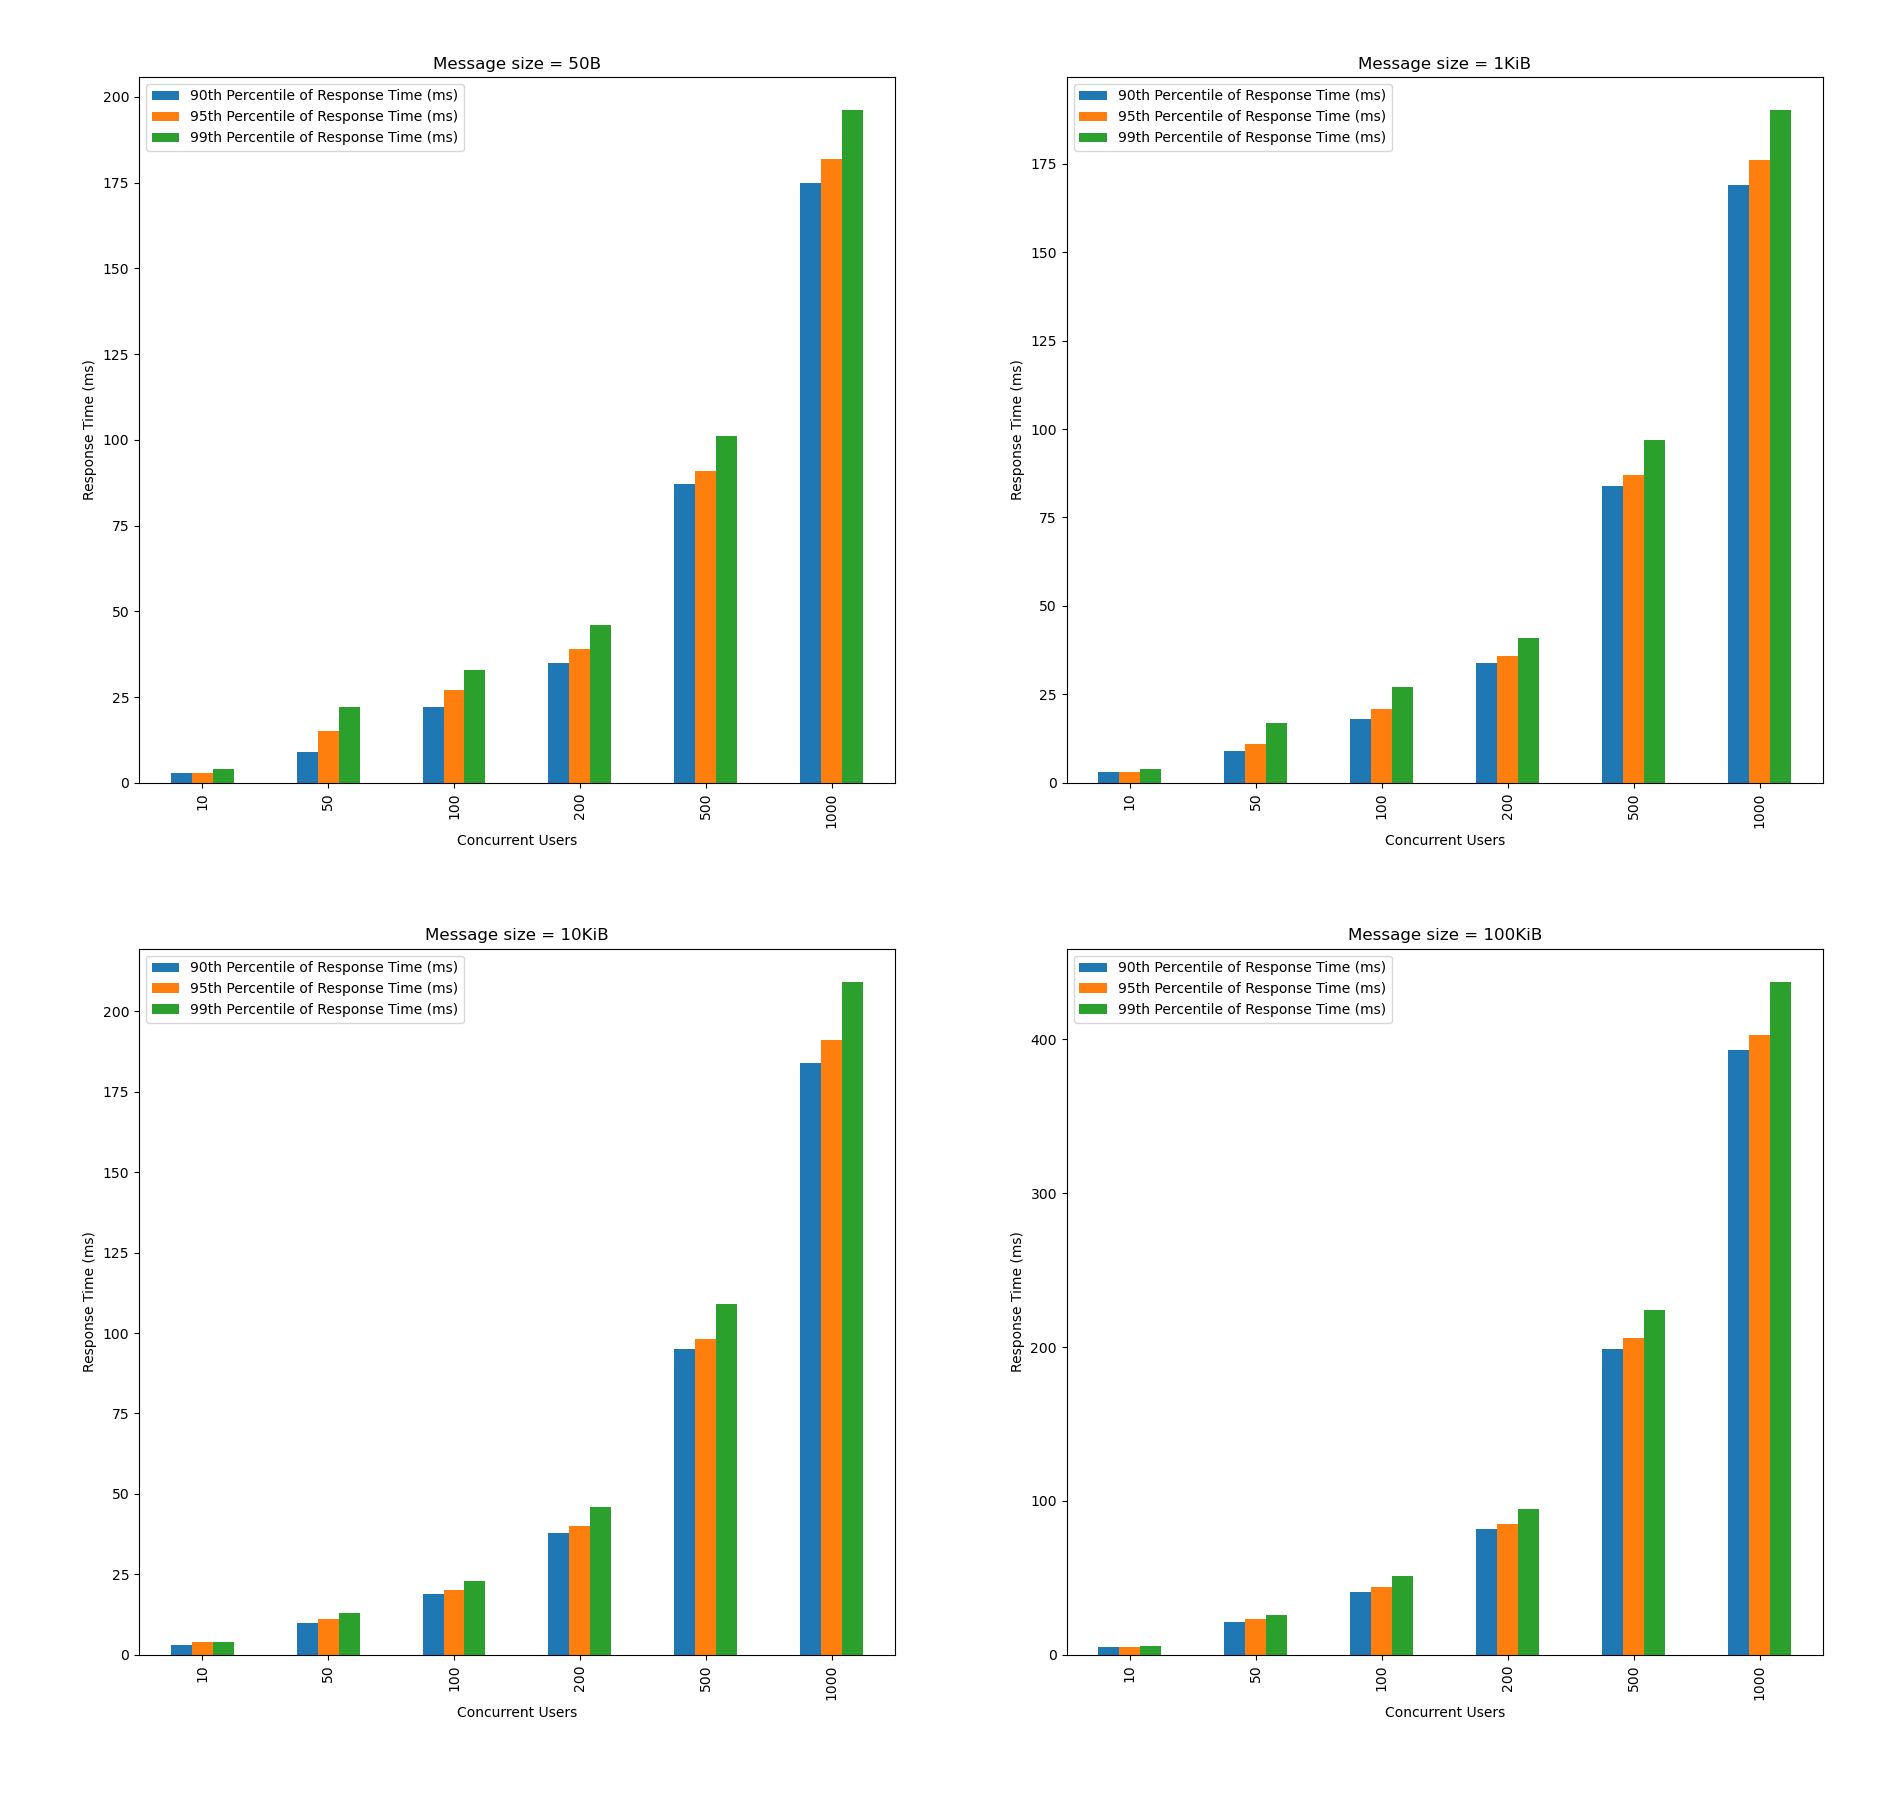 Message size = 50B
90th Percentile of Response Time (ms)
95th Percentile of Response Time (ms)
99th Percentile of Response Time (ms)
200
175
150
125
100
75
50
25
0
Response Time (ms)
10
50
100
200
500
1000
Concurrent Users
Message size = 1KiB
90th Percentile of Response Time (ms)
95th Percentile of Response Time (ms)
99th Percentile of Response Time (ms)
175
150
125
100
75
50
25
0
Response Time (ms)
10
50
100
200
500
1000
Concurrent Users
Message size = 10KiB
90th Percentile of Response Time (ms)
95th Percentile of Response Time (ms)
99th Percentile of Response Time (ms)
200
175
150
125
100
75
50
25
0
Response Time (ms)
10
50
100
200
500
1000
Concurrent Users
Message size = 100KiB
90th Percentile of Response Time (ms)
95th Percentile of Response Time (ms)
99th Percentile of Response Time (ms)
400
300
200
100
0
Response Time (ms)
10
50
100
200
500
1000
Concurrent Users